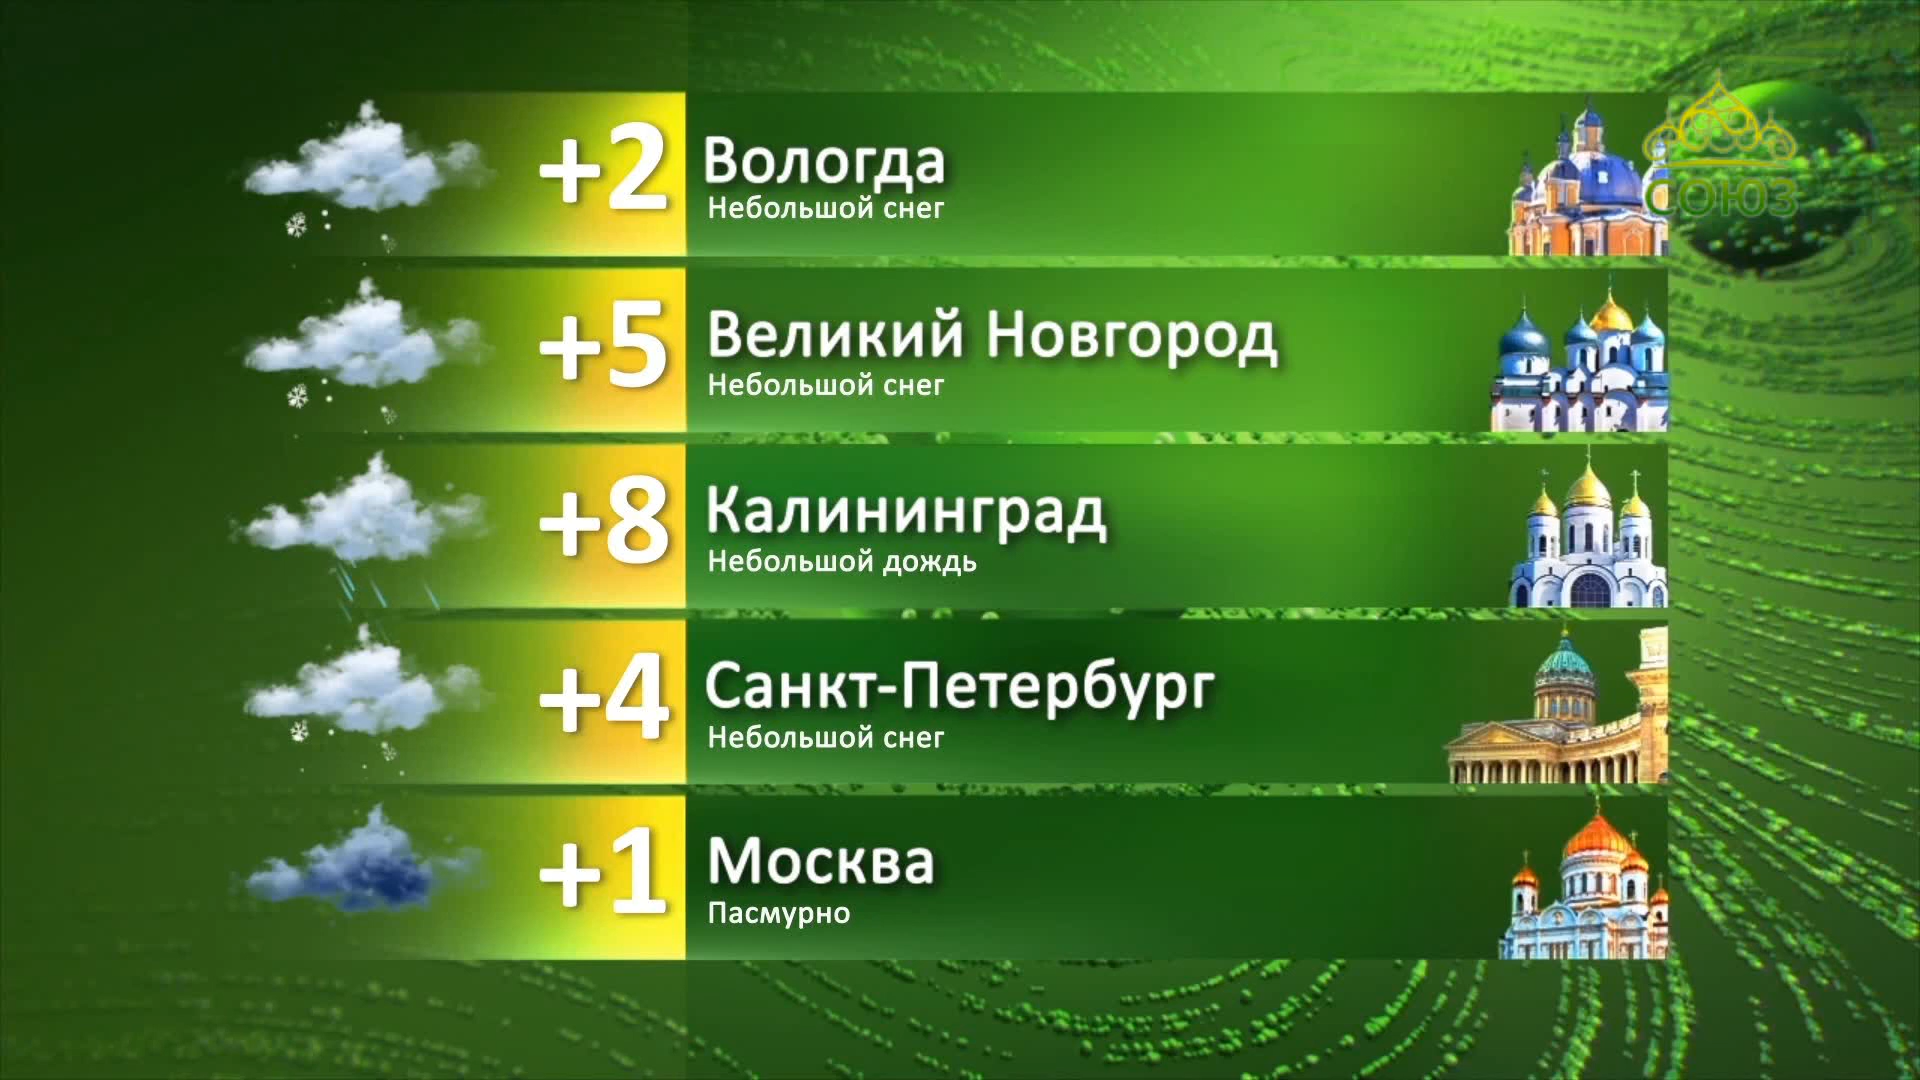 +2
Вологда
Небольшой снег
СОЮЗ
+5
Великий Новгород
Небольшой снег
+8
Калининград
Небольшой дождь
+4
Санкт-Петербург
Небольшой снег
+1
Москва
Пасмурно